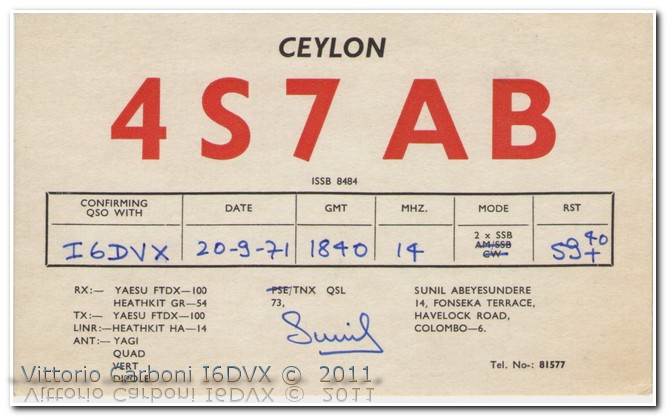 CEYLON
4S7AB
ISSB 8484
CONFIRMING QSO WITH DATE GMT MHZ. MODE RST
I6DVX 20-9-71 1840 14 2 x SSB AM/SSB CW 59+40
RX:— YAESU FTDX—100
HEATHKIT GR—54
TX:— YAESU FTDX—100
LINR:—HEATHKIT HA—14
ANT:— YAGI
QUAD
VERT
DIPOLE
PSE/TNX QSL
73,
Sunil
SUNIL ABEYESUNDERE
14, FONSEKA TERRACE,
HAVELOCK ROAD,
COLOMBO—6.
Tel. No-: 81577
Vittorio Carboni I6DVX © 2011